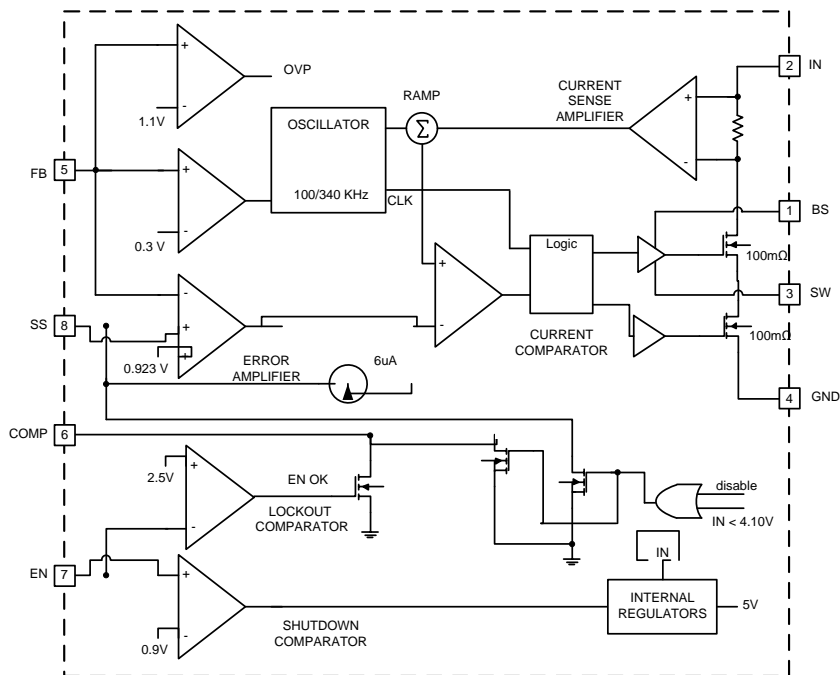 OVP
1.1V
FB
5
OSCILLATOR
100/340 KHz
0.3 V
RAMP
Σ
CLK
CURRENT
SENSE
AMPLIFIER
2
IN
1
BS
100mΩ
3
SW
100mΩ
4
GND
Logic
CURRENT
COMPARATOR
SS
8
0.923 V
ERROR
AMPLIFIER
6uA
COMP
6
2.5V
EN OK
LOCKOUT
COMPARATOR
disable
IN < 4.10V
IN
EN
7
0.9V
SHUTDOWN
COMPARATOR
INTERNAL
REGULATORS
5V
+
-
+
-
-
+
+
+
-
+
-
+
-
+
-